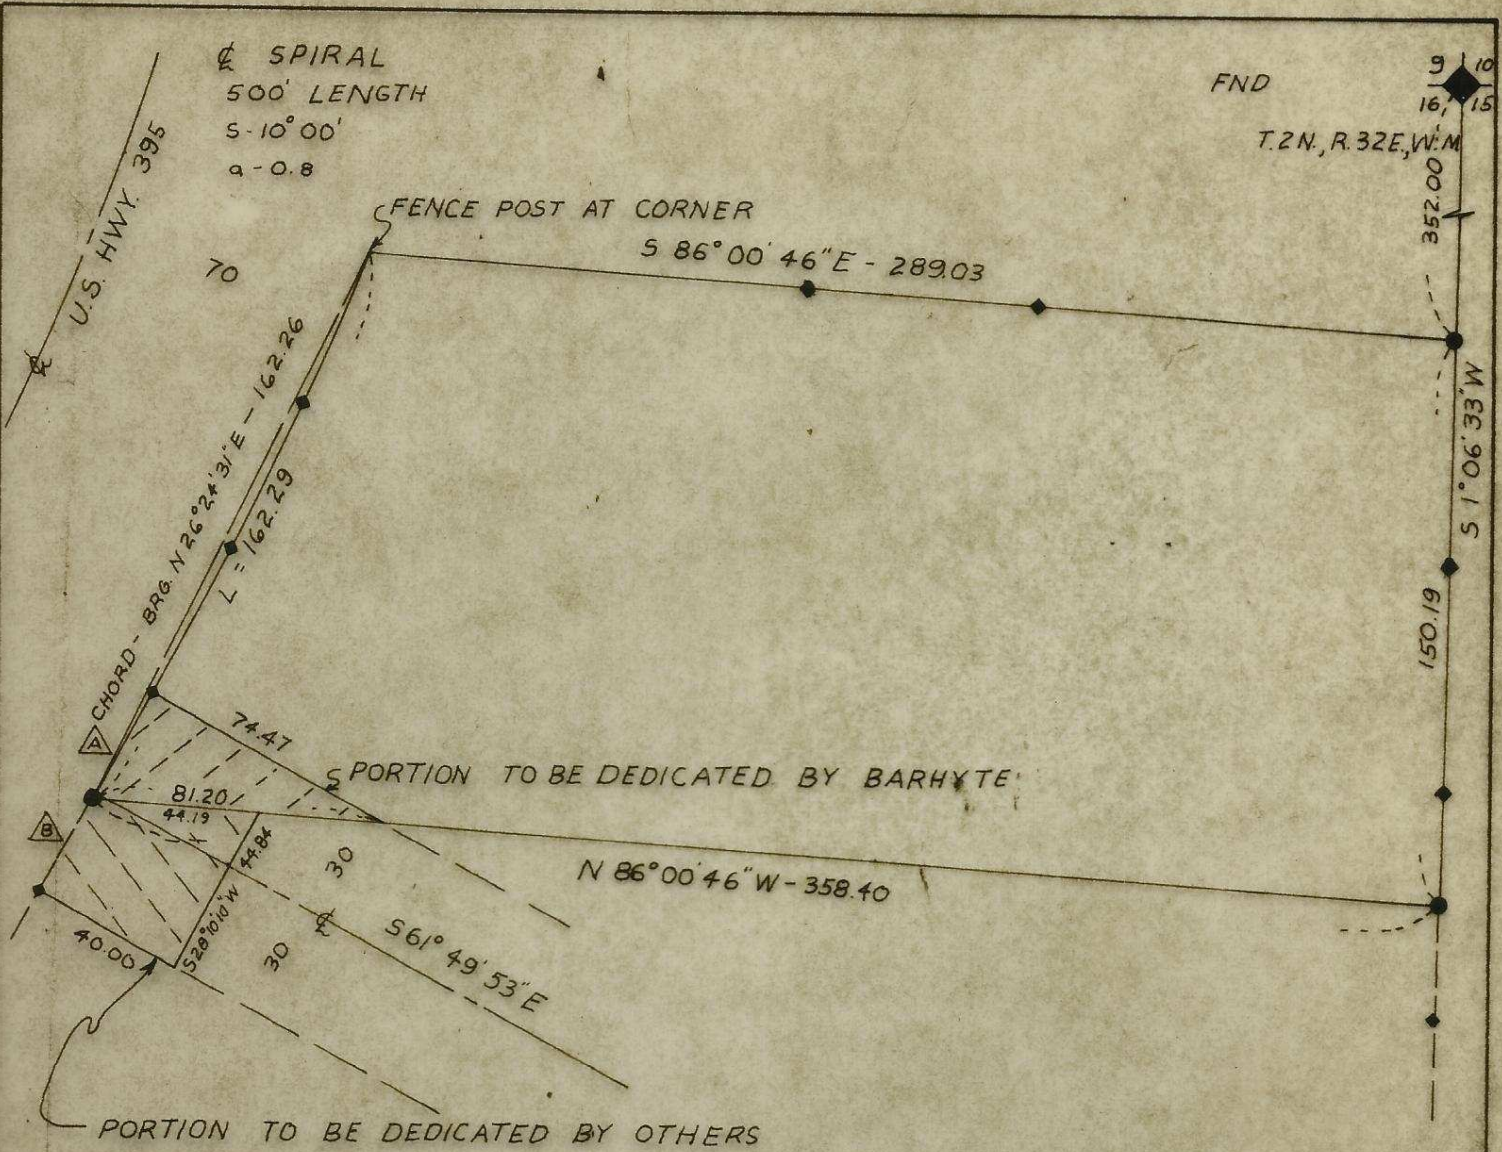 ℄ SPIRAL
500' LENGTH
S-10°00'
a-0.8
FND
9 10
16 15
T.2N., R.32E., W.M
352.00
U.S. HWY. 395
℄
70
FENCE POST AT CORNER
S 86°00'46"E - 289.03
CHORD - BRG. N 26°24'31"E - 162.26
L = 162.29
S 1°06'33"W
150.19
A
74.47
PORTION TO BE DEDICATED BY BARHYTE
81.20
44.19
B
44.84
30
N 86°00'46"W - 358.40
S28°10'10"W
40.00
30
℄
S 61°49'53"E
PORTION TO BE DEDICATED BY OTHERS